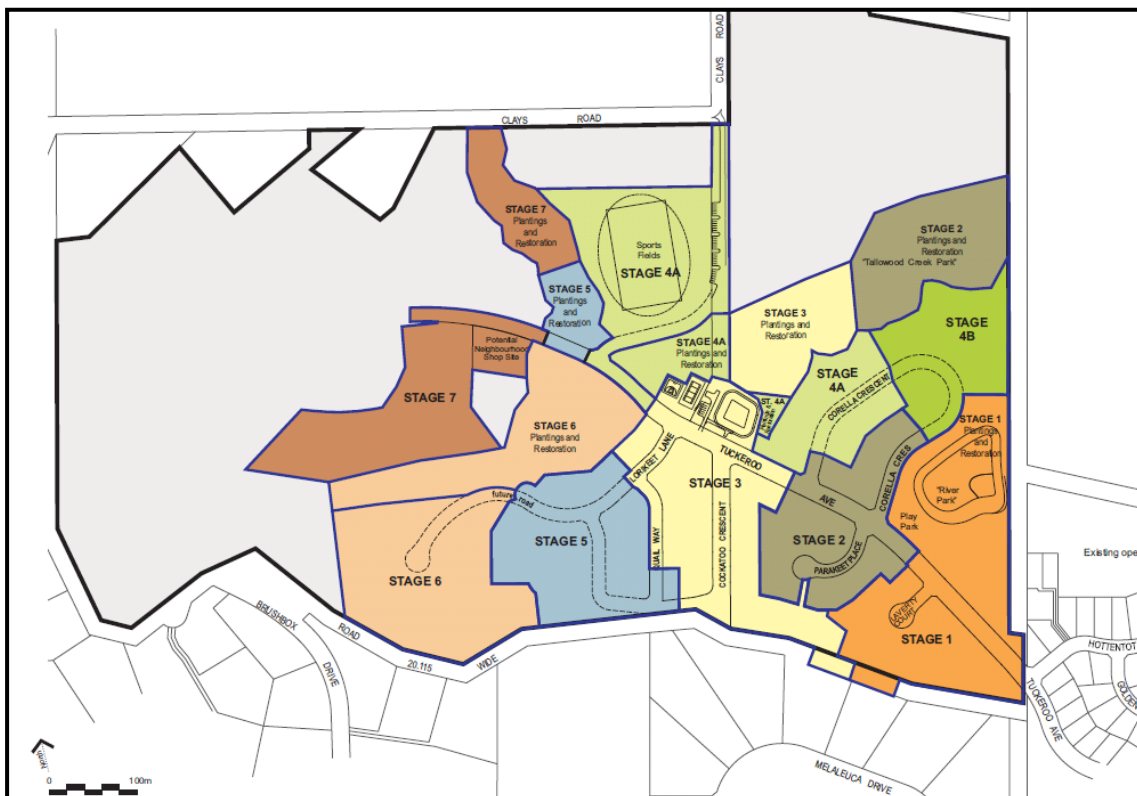 CLAYS ROAD
CLAYS ROAD
STAGE 7
Plantings
and
Restoration
Sports
Fields
STAGE 4A
STAGE 2
Plantings and
Restoration
"Tallowood Creek Park"
STAGE 5
Plantings
and
Restoration
STAGE 3
Plantings and
Restoration
STAGE
4B
Potential
Neighbourhood
Shop Site
STAGE 4A
Plantings and
Restoration
STAGE
4A
CORELLA CRESCENT
STAGE 7
ST. 4A
STAGE 1
Plantings
and
Restoration
STAGE 6
Plantings and
Restoration
LORIKEET LANE
TUCKEROO
AVE
CORELLA CRES
STAGE 3
"River
Park"
future road
Play
Park
STAGE 5
UAIL WAY
COCKATOO CRESCENT
STAGE 2
PARAKEET PLACE
Existing ope
STAGE 6
LAVERTY
COURT
STAGE 1
BRUSHBOX
DRIVE
ROAD
20.115
WIDE
HOTTENTOT
GOLDEN
TUCKEROO AVE
MELALEUCA DRIVE
0
100m